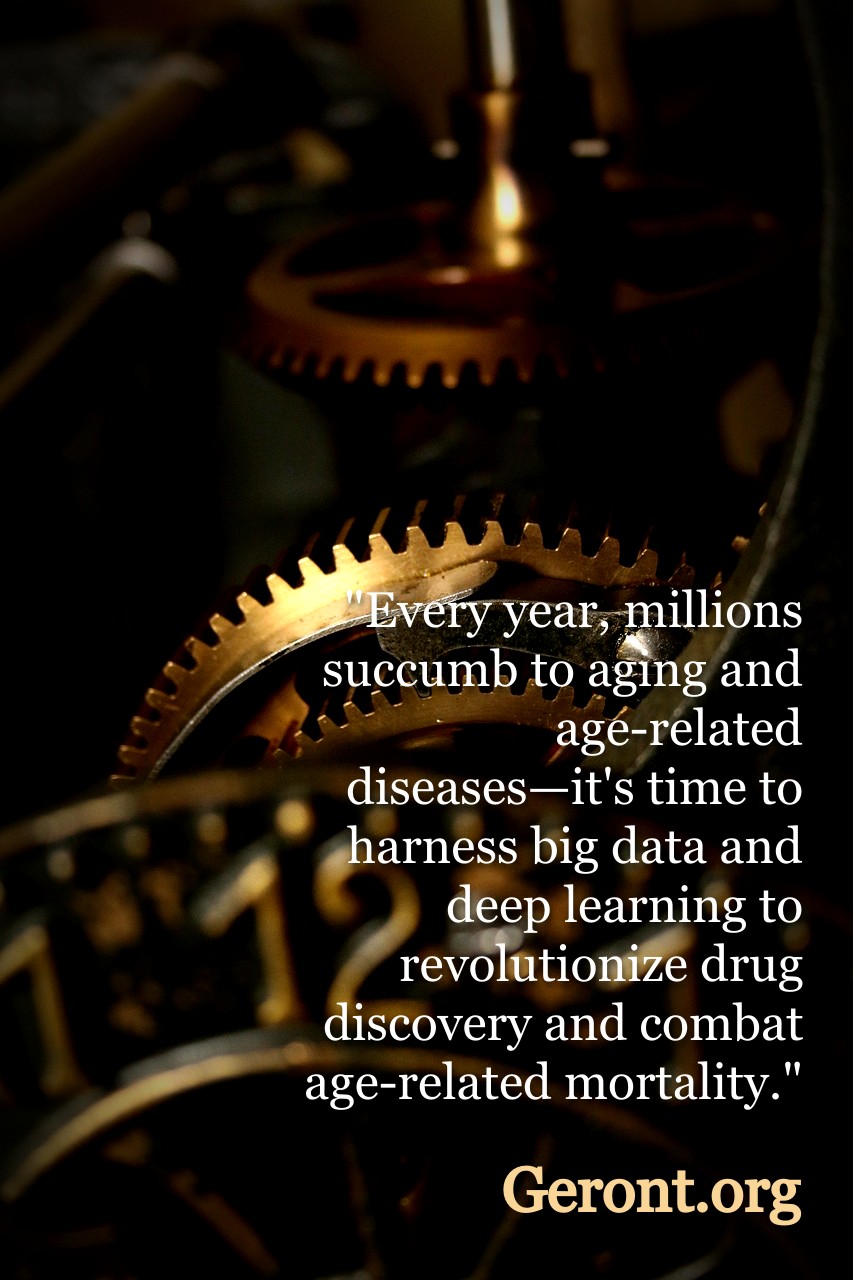 "Every year, millions
succumb to aging and
age-related
diseases—it's time to
harness big data and
deep learning to
revolutionize drug
discovery and combat
age-related mortality."
Geront.org
12